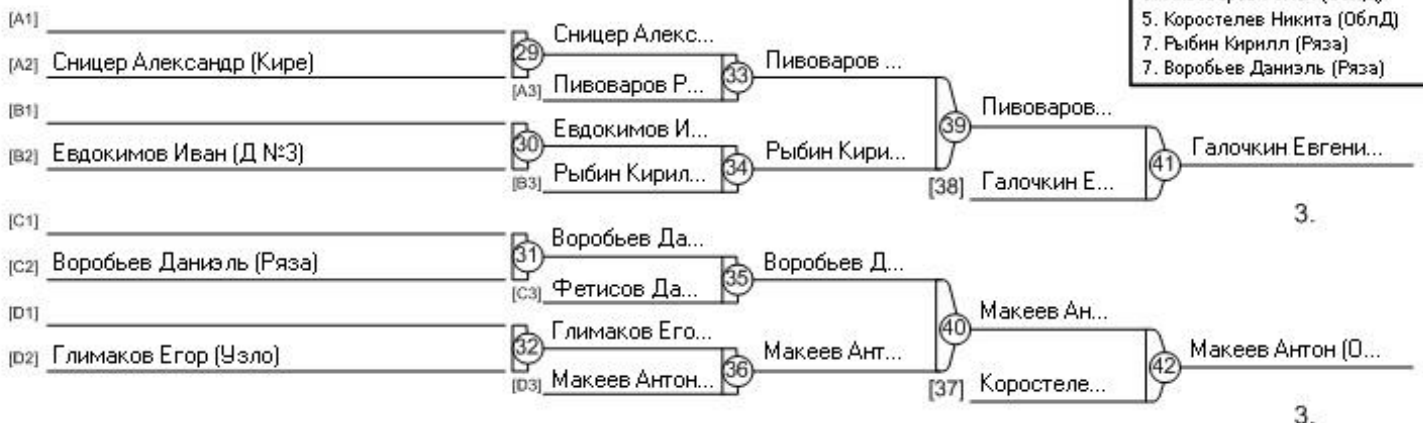 5. Коростелев Никита (ОблД)
7. Рыбин Кирилл (Ряза)
7. Воробьев Даниэль (Ряза)
[A1]
[A2] Сницер Александр (Кире)
[B1]
[B2] Евдокимов Иван (Д №3)
[C1]
[C2] Воробьев Даниэль (Ряза)
[D1]
[D2] Глимаков Егор (Узло)
29
Сницер Алекс...
[A3] Пивоваров Р...
30
Евдокимов И...
[B3] Рыбин Кирил...
31
Воробьев Да...
[C3] Фетисов Да...
32
Глимаков Его...
[D3] Макеев Антон...
33
Пивоваров ...
34
Рыбин Кири...
35
Воробьев Д...
36
Макеев Ант...
39
Пивоваров...
[38] Галочкин Е...
40
Макеев Ан...
[37] Коростеле...
41
Галочкин Евгени...
3.
42
Макеев Антон (О...
3.